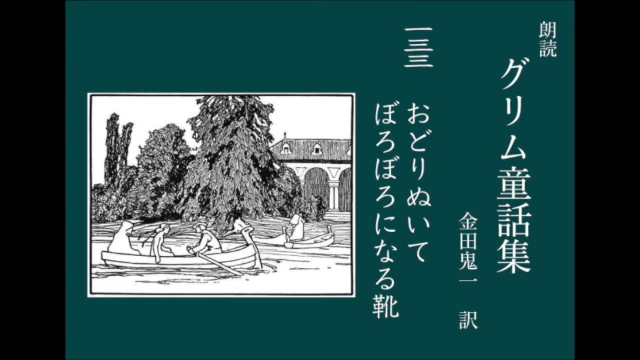 朗読
グリム童話集
金田鬼一 訳
一三三
おどりぬいて
ぼろぼろになる靴